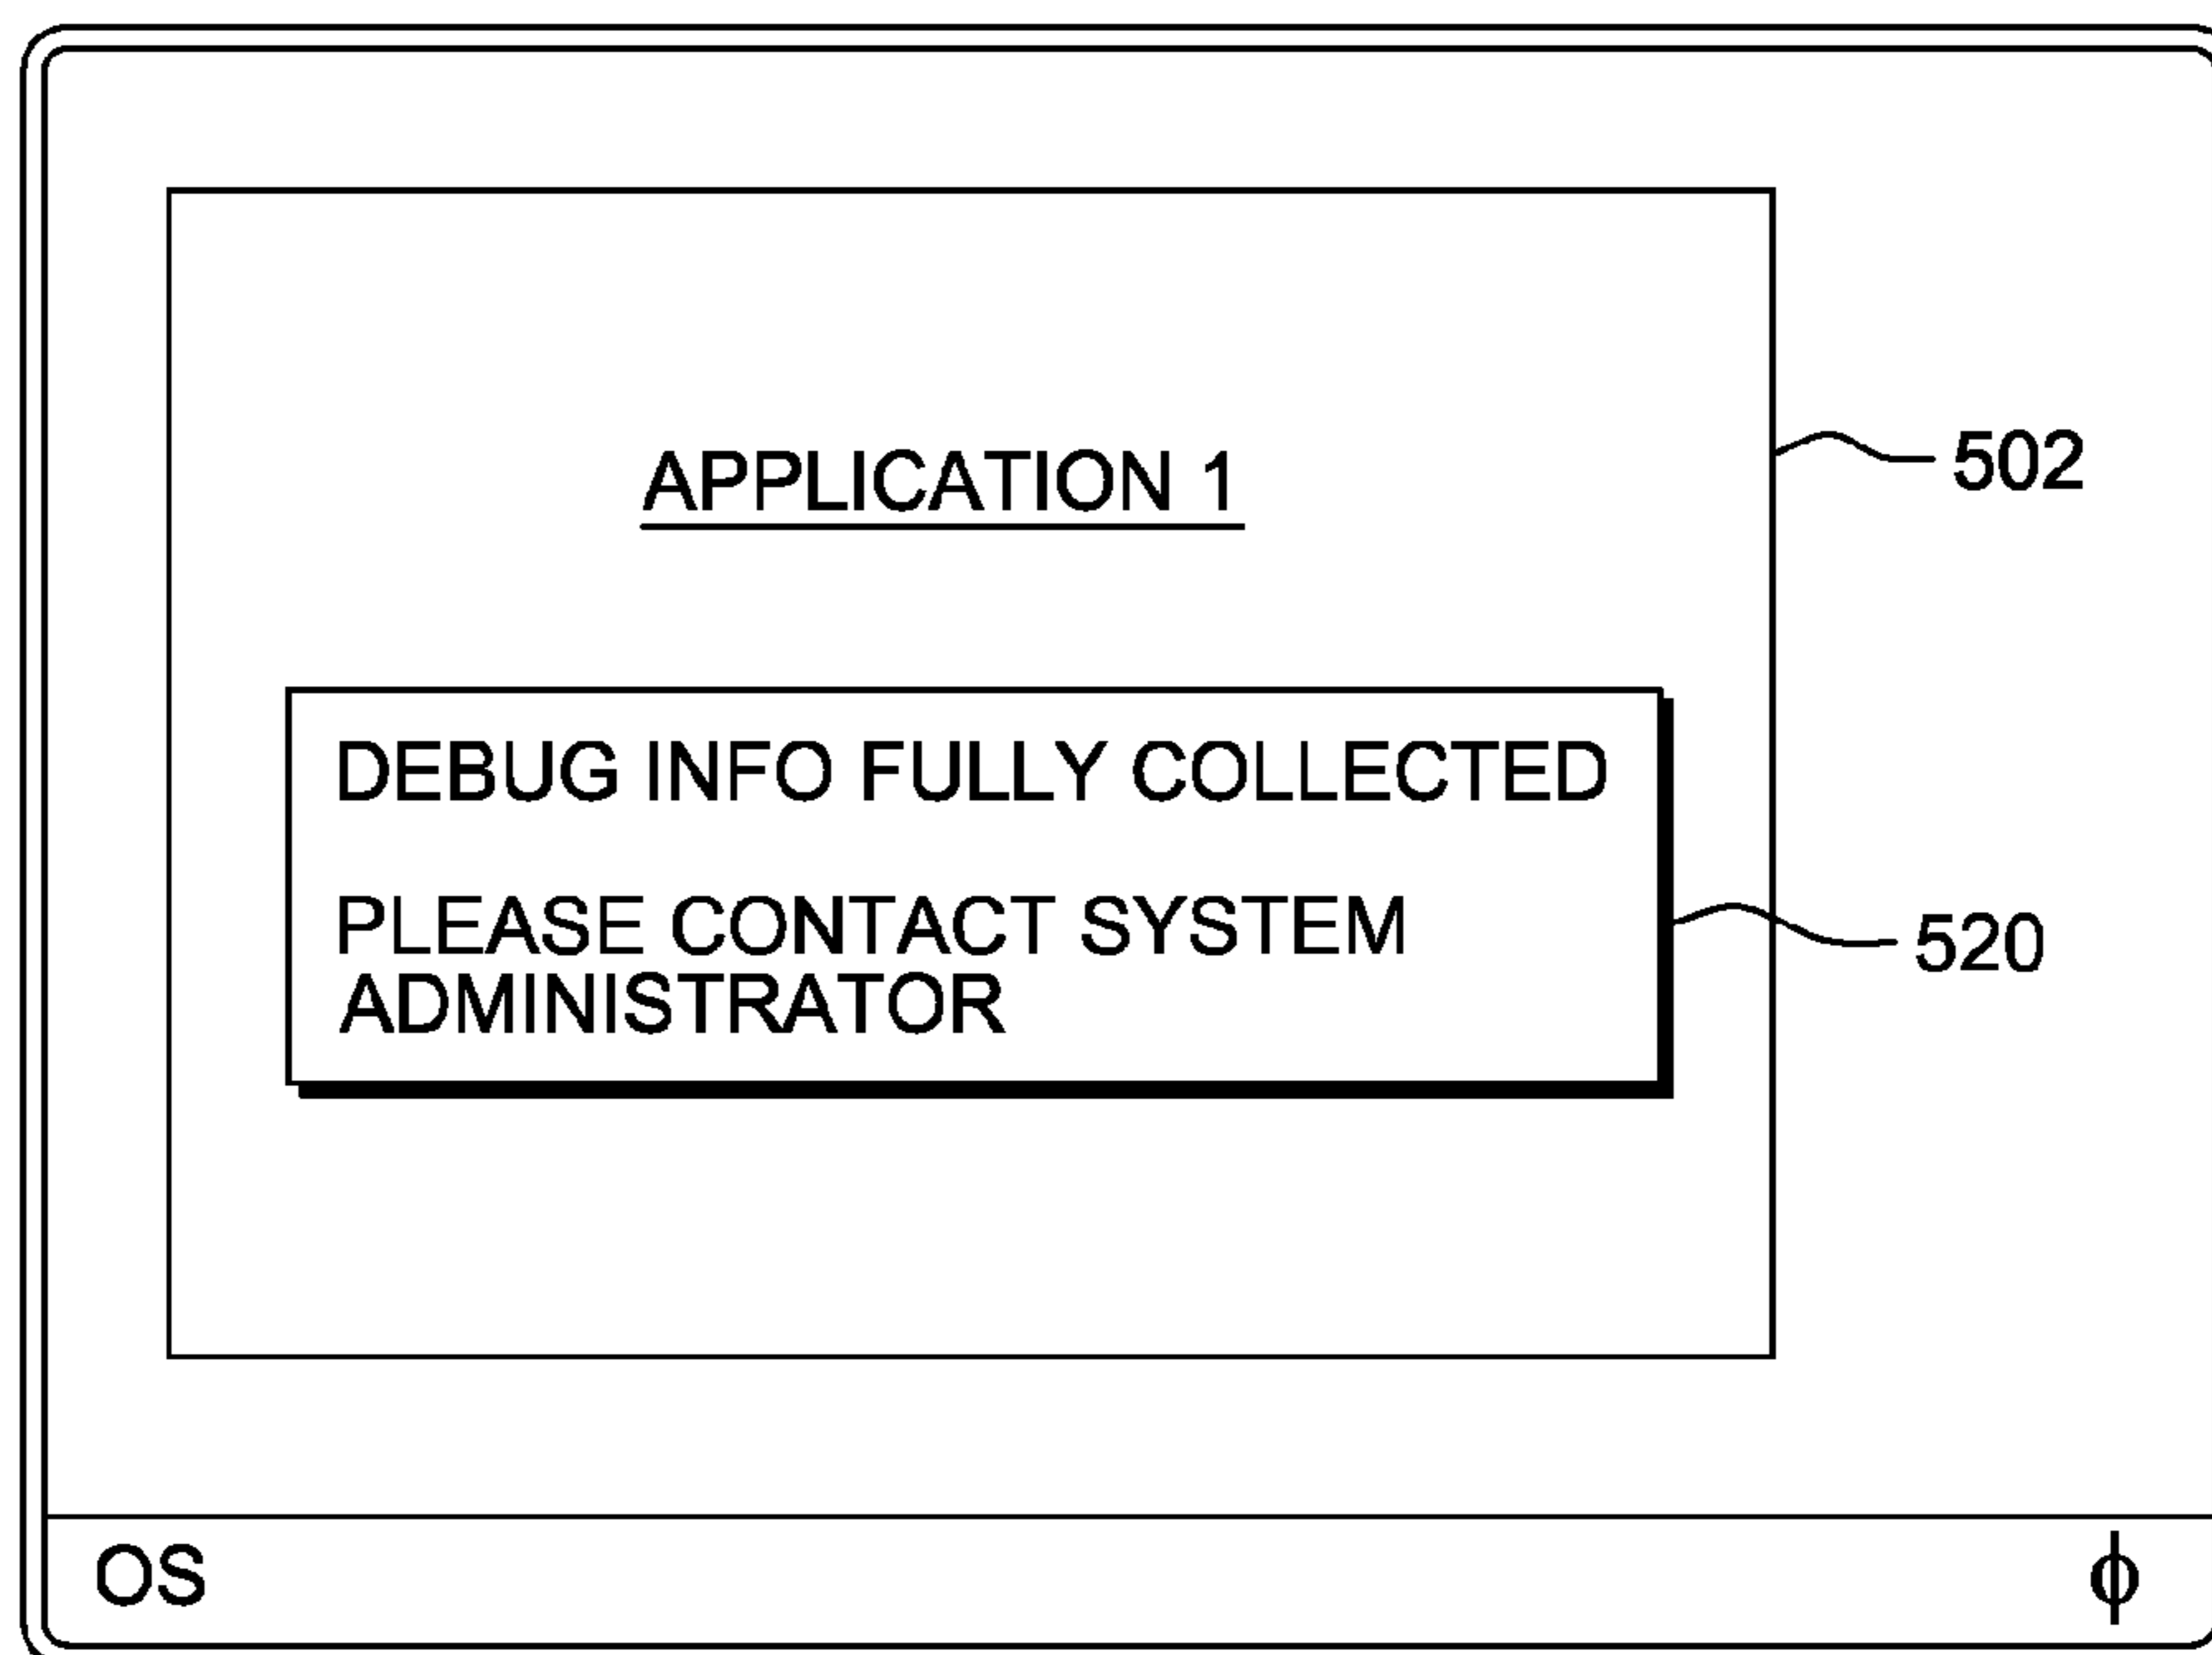 APPLICATION 1
502
DEBUG INFO FULLY COLLECTED
PLEASE CONTACT SYSTEM
ADMINISTRATOR
520
OS
ϕ